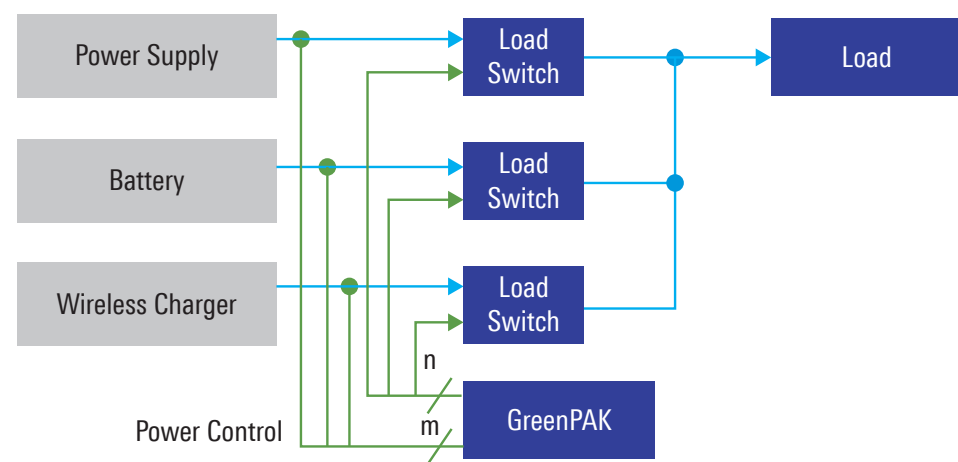 Power Supply
Load
Switch
Load
Battery
Load
Switch
Wireless Charger
Load
Switch
n
GreenPAK
m
Power Control